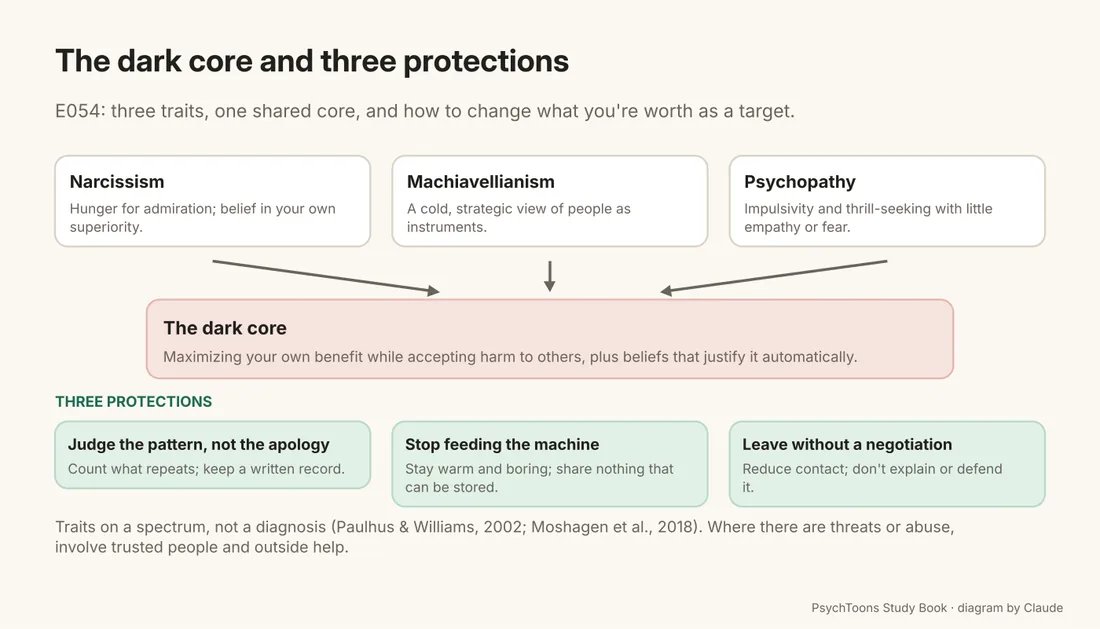 The dark core and three protections
E054: three traits, one shared core, and how to change what you're worth as a target.
Narcissism
Hunger for admiration; belief in your own
superiority.
Machiavellianism
A cold, strategic view of people as
instruments.
Psychopathy
Impulsivity and thrill-seeking with little
empathy or fear.
The dark core
Maximizing your own benefit while accepting harm to others, plus beliefs that justify it automatically.
THREE PROTECTIONS
Judge the pattern, not the apology
Count what repeats; keep a written record.
Stop feeding the machine
Stay warm and boring; share nothing that
can be stored.
Leave without a negotiation
Reduce contact; don't explain or defend
it.
Traits on a spectrum, not a diagnosis (Paulhus & Williams, 2002; Moshagen et al., 2018). Where there are threats or abuse,
involve trusted people and outside help.
PsychToons Study Book · diagram by Claude